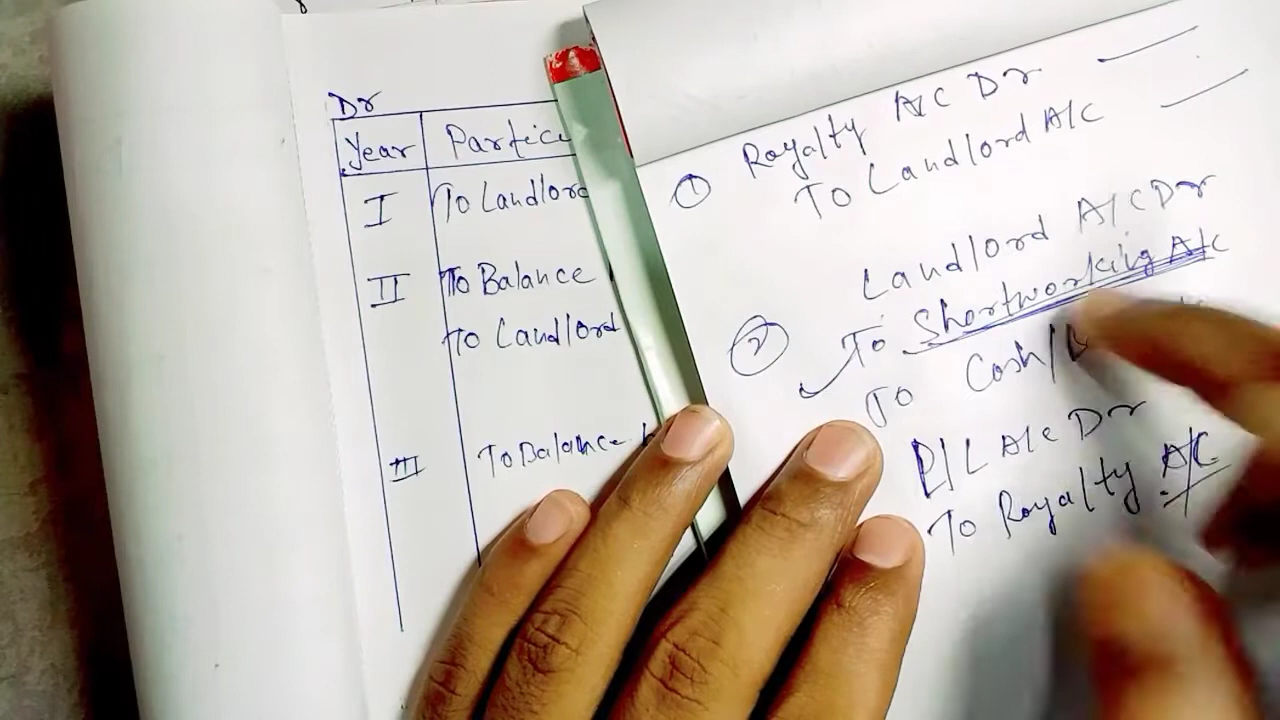 Dr
Year Partic
I To Landlord
II To Balance
To Landlord
III To Balance
① Royalty A/C Dr
To Landlord A/C
Landlord A/C Dr
② To Shortworking A/C
To Cash/
P/L A/C Dr
To Royalty A/C